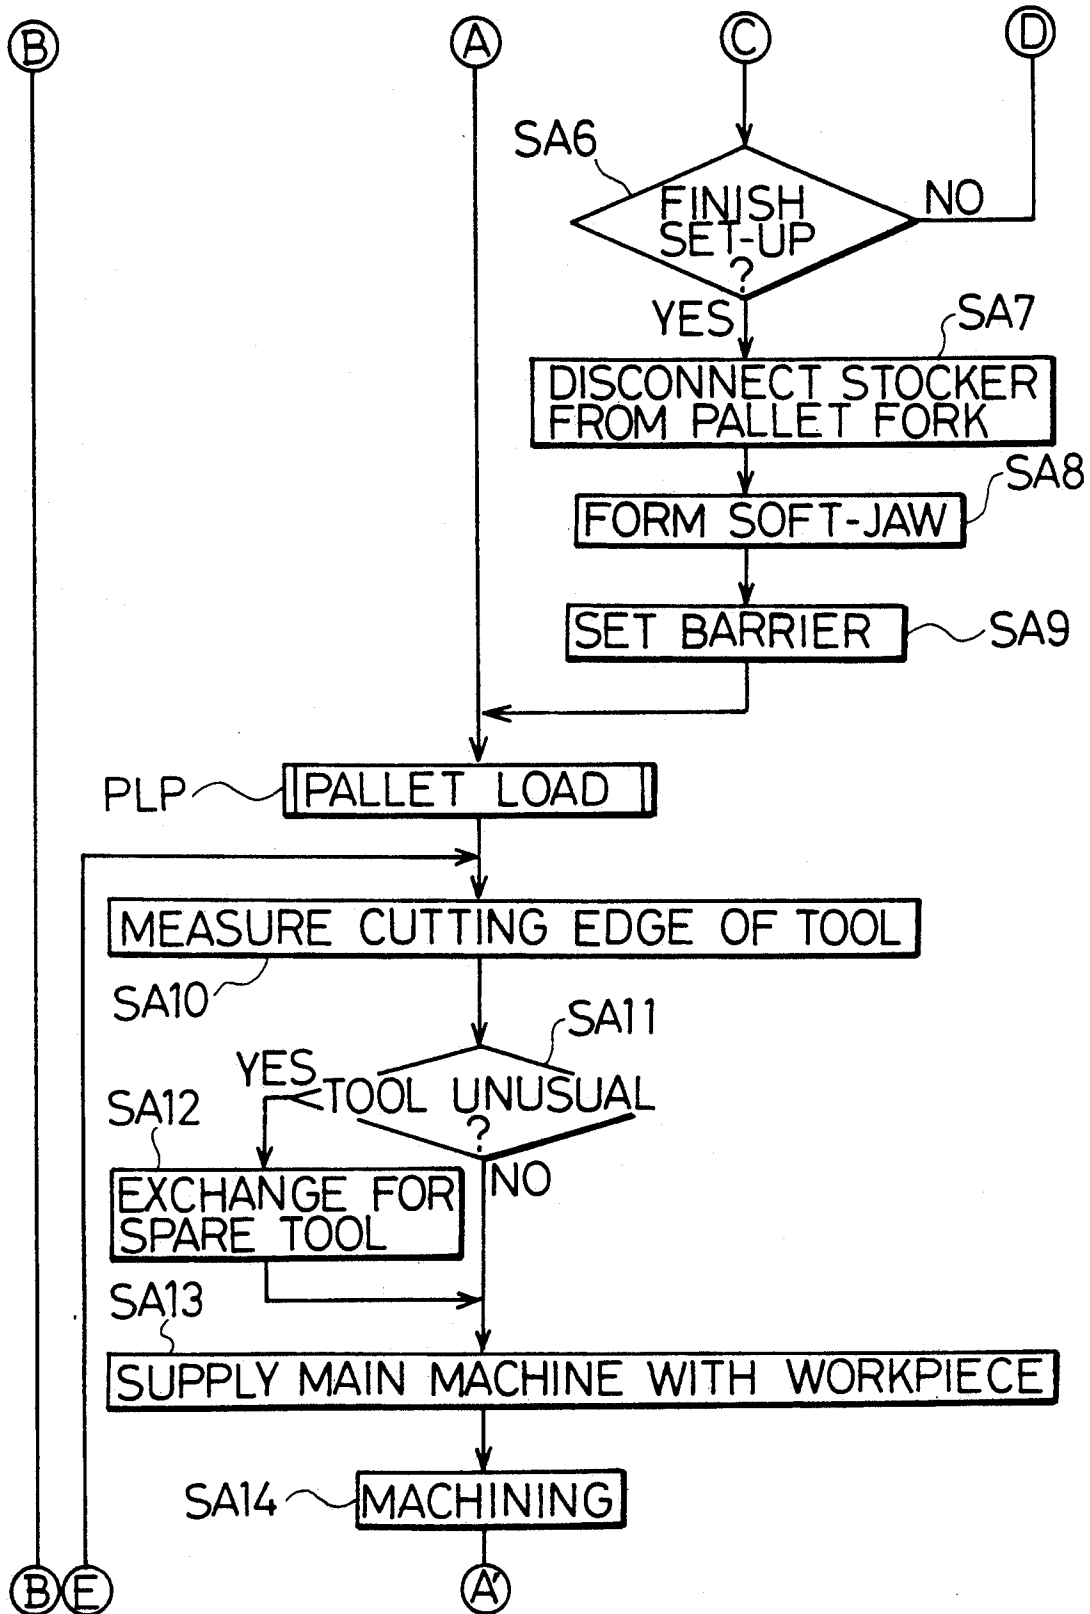 B
A
C
D
SA6
FINISH
SET-UP
?
NO
YES
SA7
DISCONNECT STOCKER
FROM PALLET FORK
SA8
FORM SOFT-JAW
SET BARRIER
SA9
PLP
PALLET LOAD
MEASURE CUTTING EDGE OF TOOL
SA10
SA11
YES
TOOL UNUSUAL
?
SA12
NO
EXCHANGE FOR
SPARE TOOL
SA13
SUPPLY MAIN MACHINE WITH WORKPIECE
SA14
MACHINING
B
E
A'